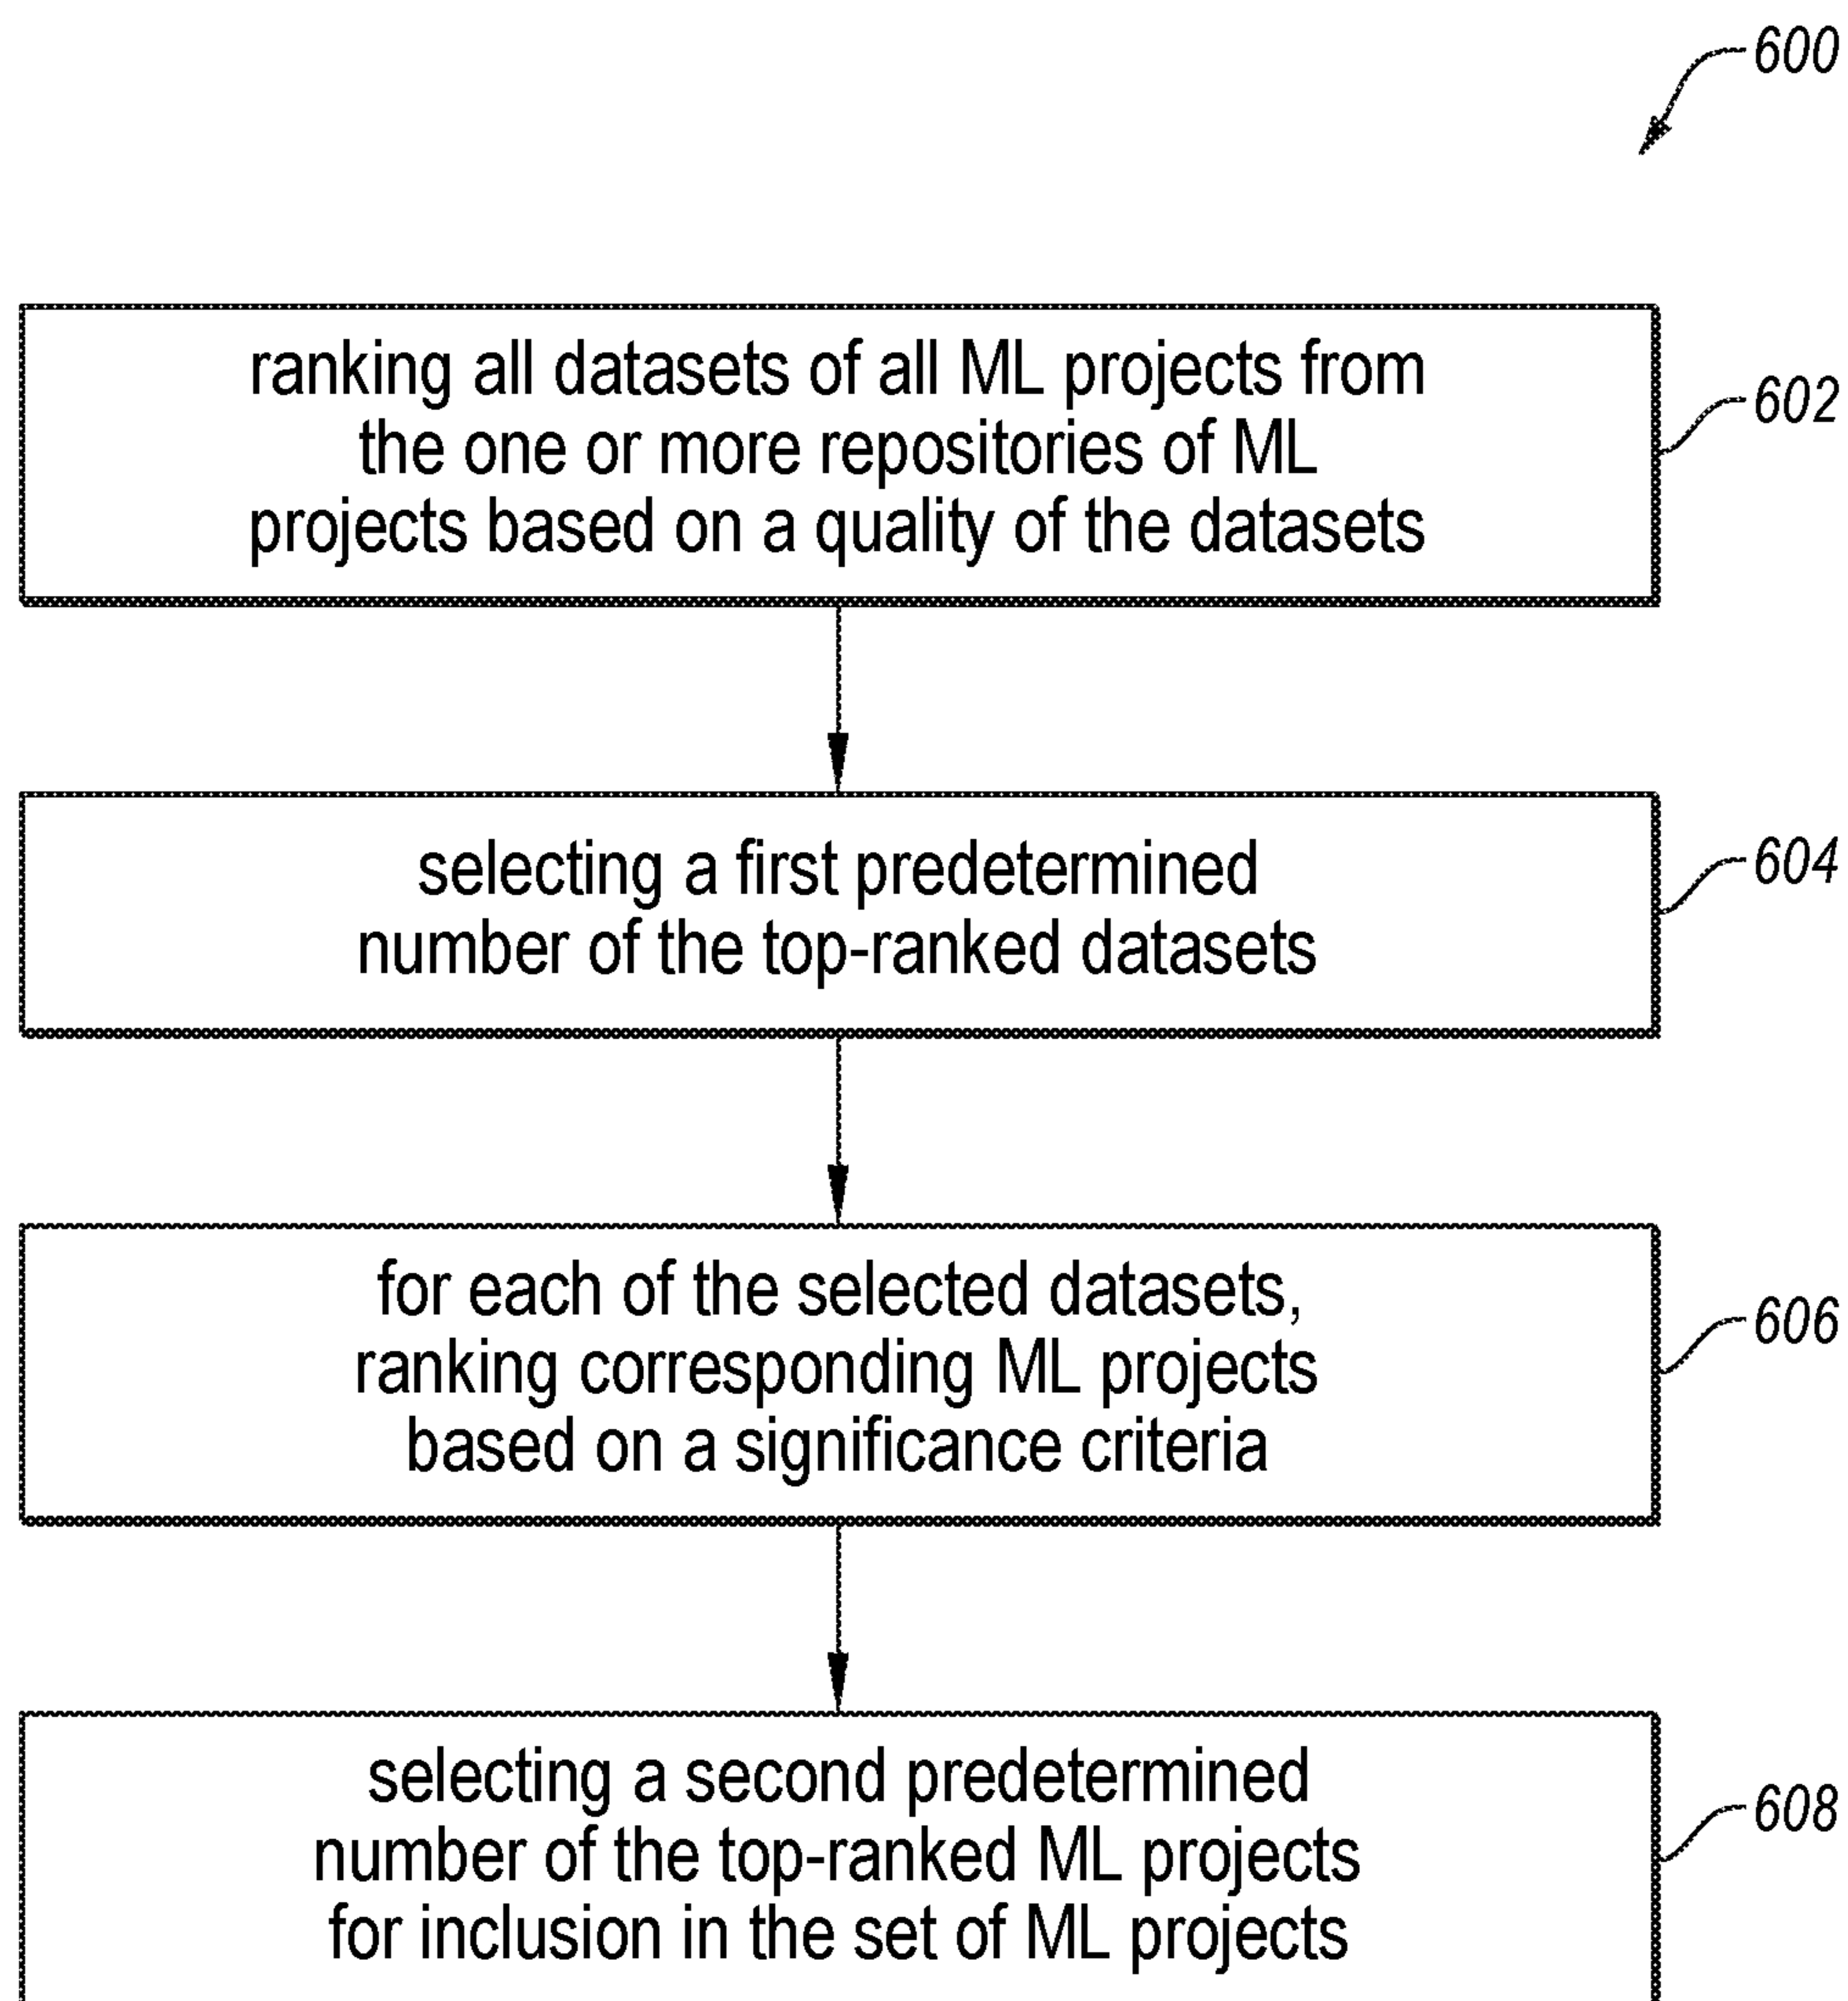 600
ranking all datasets of all ML projects from
the one or more repositories of ML
projects based on a quality of the datasets
602
selecting a first predetermined
number of the top-ranked datasets
604
for each of the selected datasets,
ranking corresponding ML projects
based on a significance criteria
606
selecting a second predetermined
number of the top-ranked ML projects
for inclusion in the set of ML projects
608